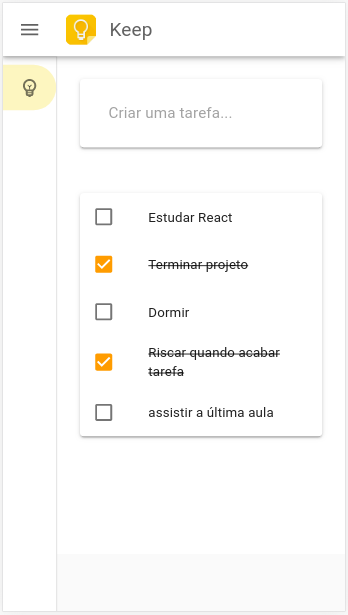 Keep
Criar uma tarefa...
Estudar React
Terminar projeto
Dormir
Riscar quando acabar
tarefa
assistir a última aula